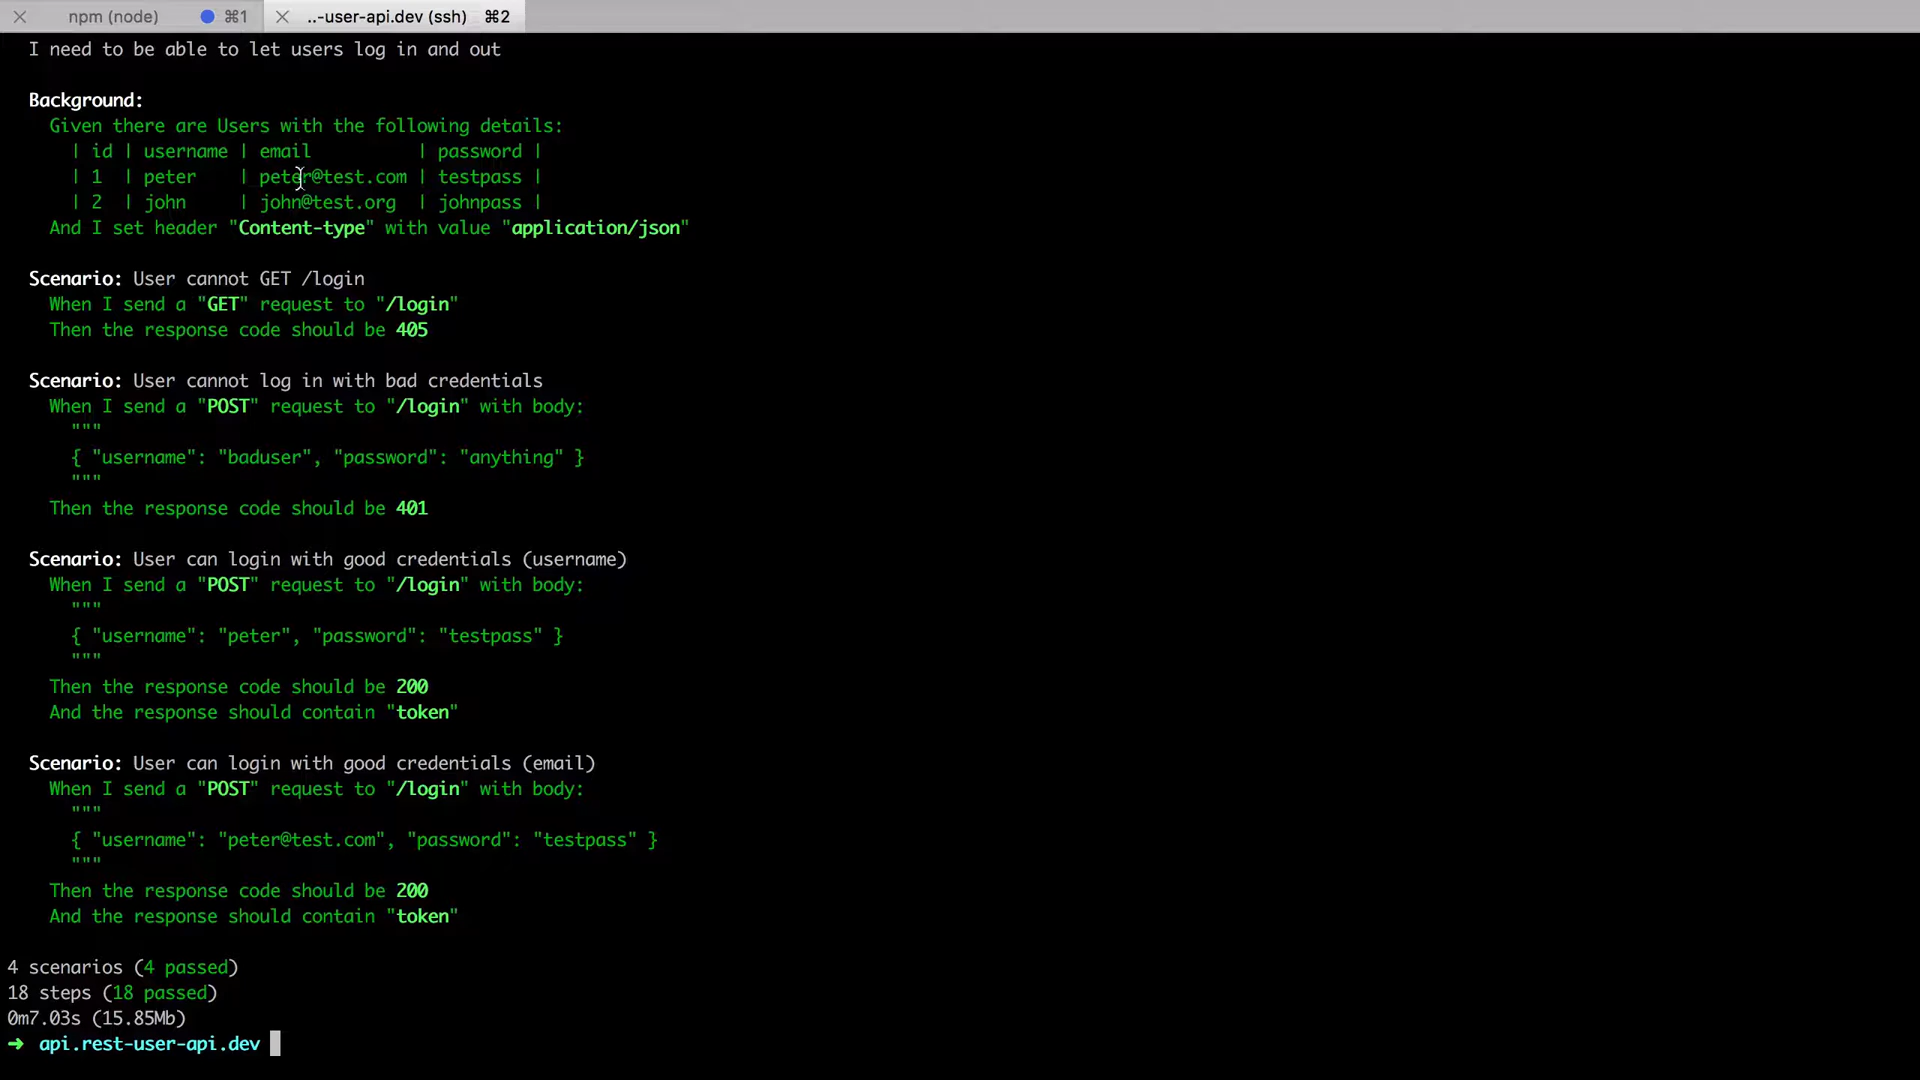 npm (node) ⌘1 ..-user-api.dev (ssh) ⌘2
I need to be able to let users log in and out
Background:
Given there are Users with the following details:
| id | username | email | password |
| 1 | peter | peter@test.com | testpass |
| 2 | john | john@test.org | johnpass |
And I set header "Content-type" with value "application/json"
Scenario: User cannot GET /login
When I send a "GET" request to "/login"
Then the response code should be 405
Scenario: User cannot log in with bad credentials
When I send a "POST" request to "/login" with body:
"""
{ "username": "baduser", "password": "anything" }
"""
Then the response code should be 401
Scenario: User can login with good credentials (username)
When I send a "POST" request to "/login" with body:
"""
{ "username": "peter", "password": "testpass" }
"""
Then the response code should be 200
And the response should contain "token"
Scenario: User can login with good credentials (email)
When I send a "POST" request to "/login" with body:
"""
{ "username": "peter@test.com", "password": "testpass" }
"""
Then the response code should be 200
And the response should contain "token"
4 scenarios (4 passed)
18 steps (18 passed)
0m7.03s (15.85Mb)
➜ api.rest-user-api.dev